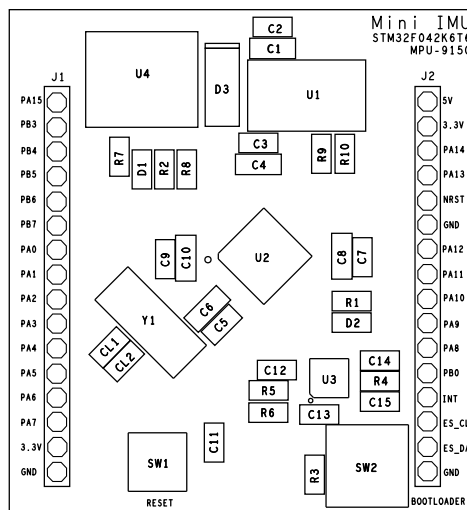 Mini IMU
STM32F042K6T6
MPU-9150
C2
C1
J1
U4
D3
U1
J2
PA15
5V
PB3
3.3V
PB4
C3
R9
R10
PA14
R7
D1
R2
R8
C4
PB5
PA13
PB6
NRST
PB7
GND
PA0
C9
C10
U2
C8
C7
PA12
PA1
PA11
PA2
R1
PA10
PA3
Y1
C6
C5
D2
PA9
PA4
CL1
CL2
PA8
C14
PA5
C12
U3
R4
PB0
PA6
R5
C15
INT
PA7
R6
C13
3.3V
C11
GND
SW1
R3
SW2
GND
RESET
BOOTLOADER